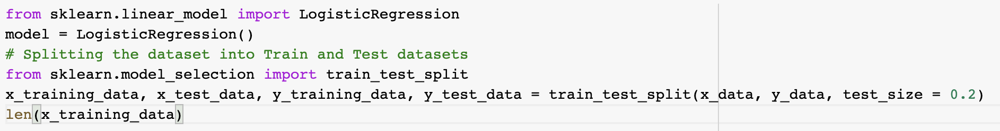 from sklearn.linear_model import LogisticRegression
model = LogisticRegression()
# Splitting the dataset into Train and Test datasets
from sklearn.model_selection import train_test_split
x_training_data, x_test_data, y_training_data, y_test_data = train_test_split(x_data, y_data, test_size = 0.2)
len(x_training_data)